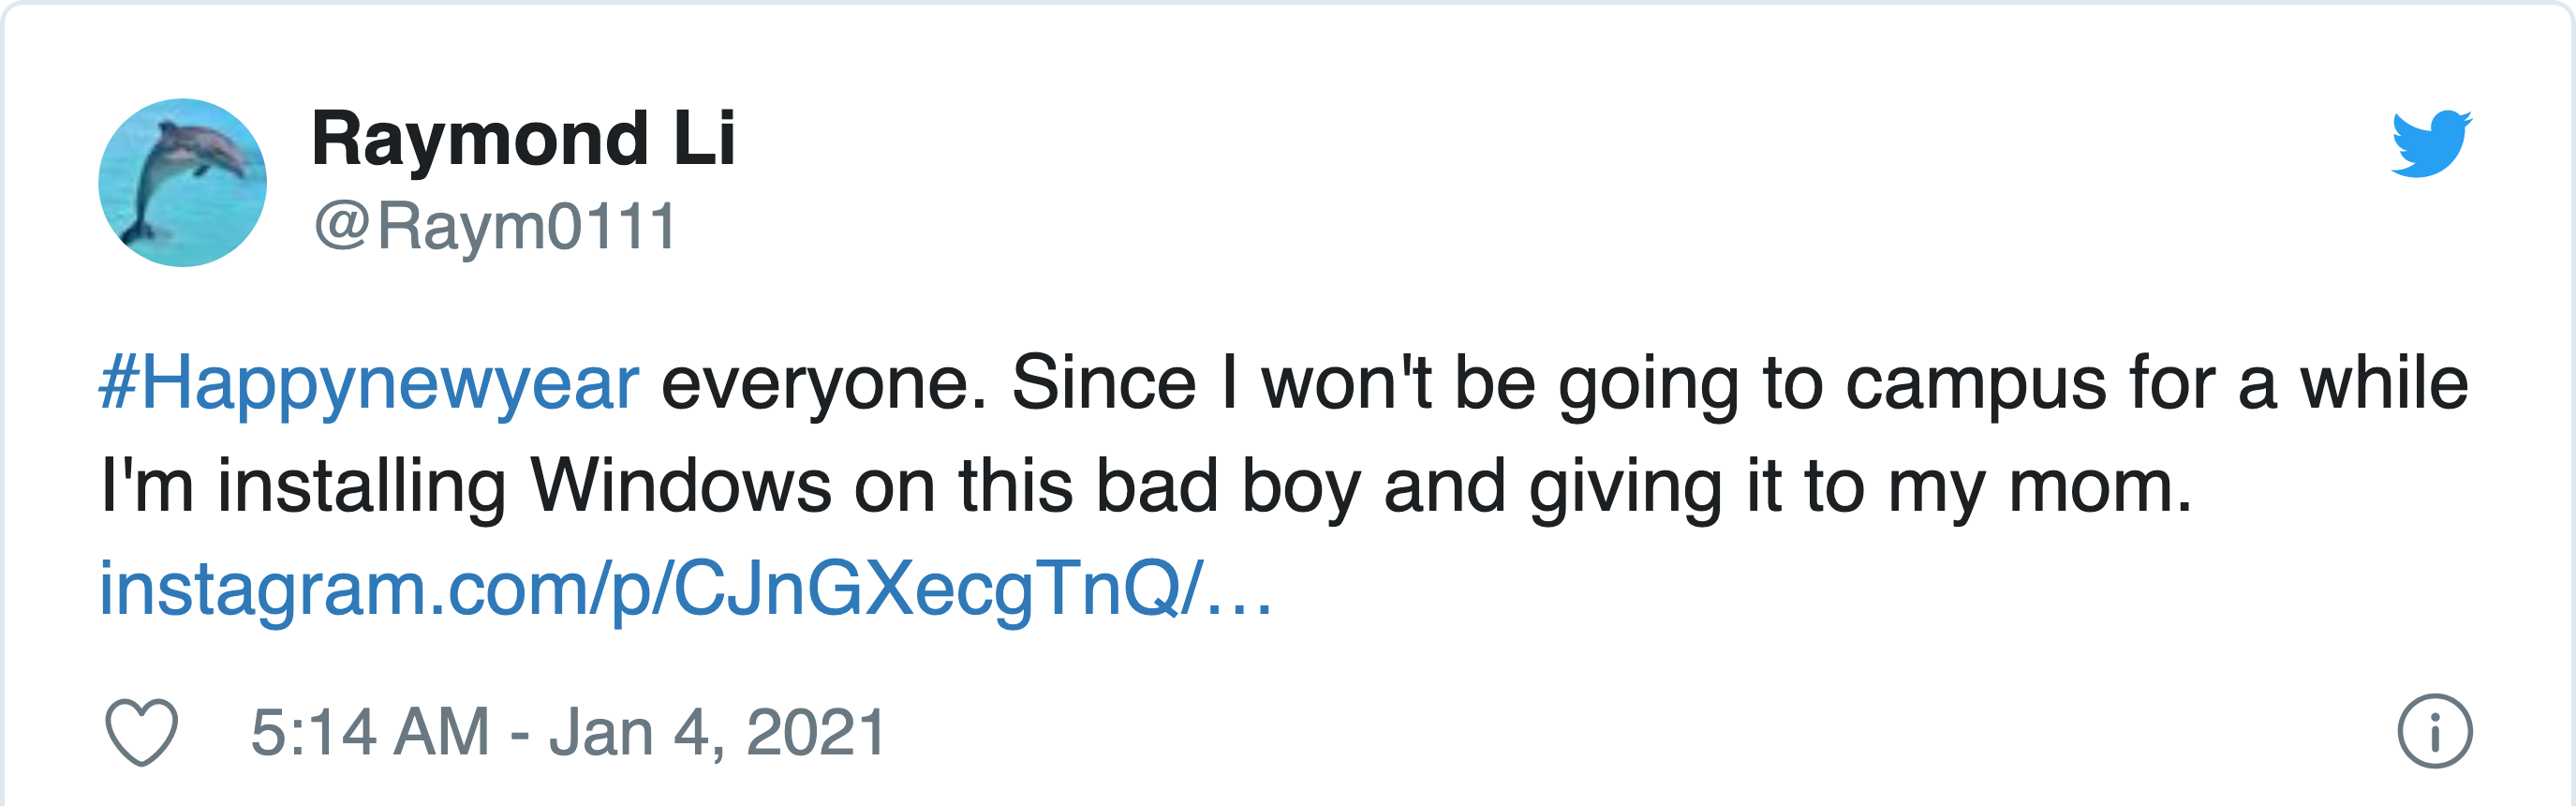 Raymond Li
@Raym0111
#Happynewyear everyone. Since I won't be going to campus for a while
I'm installing Windows on this bad boy and giving it to my mom.
instagram.com/p/CJnGXecgTnQ/…
5:14 AM - Jan 4, 2021